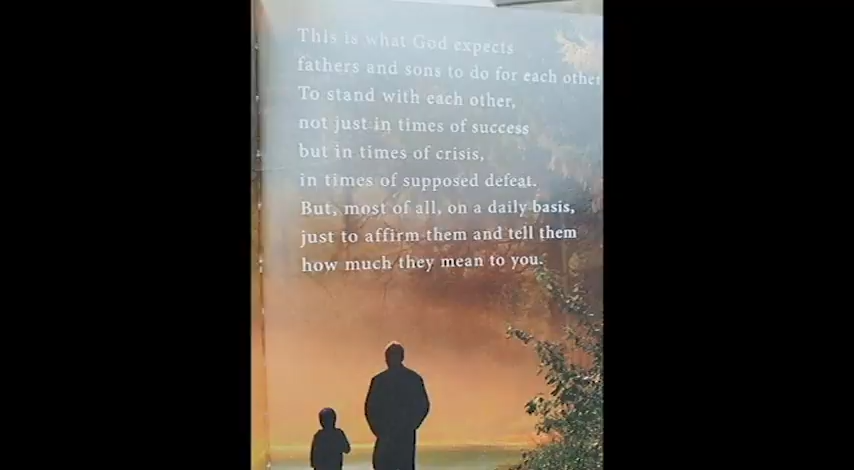 This is what God expects
fathers and sons to do for each other
To stand with each other,
not just in times of success
but in times of crisis,
in times of supposed defeat.
But, most of all, on a daily basis,
just to affirm them and tell them
how much they mean to you.